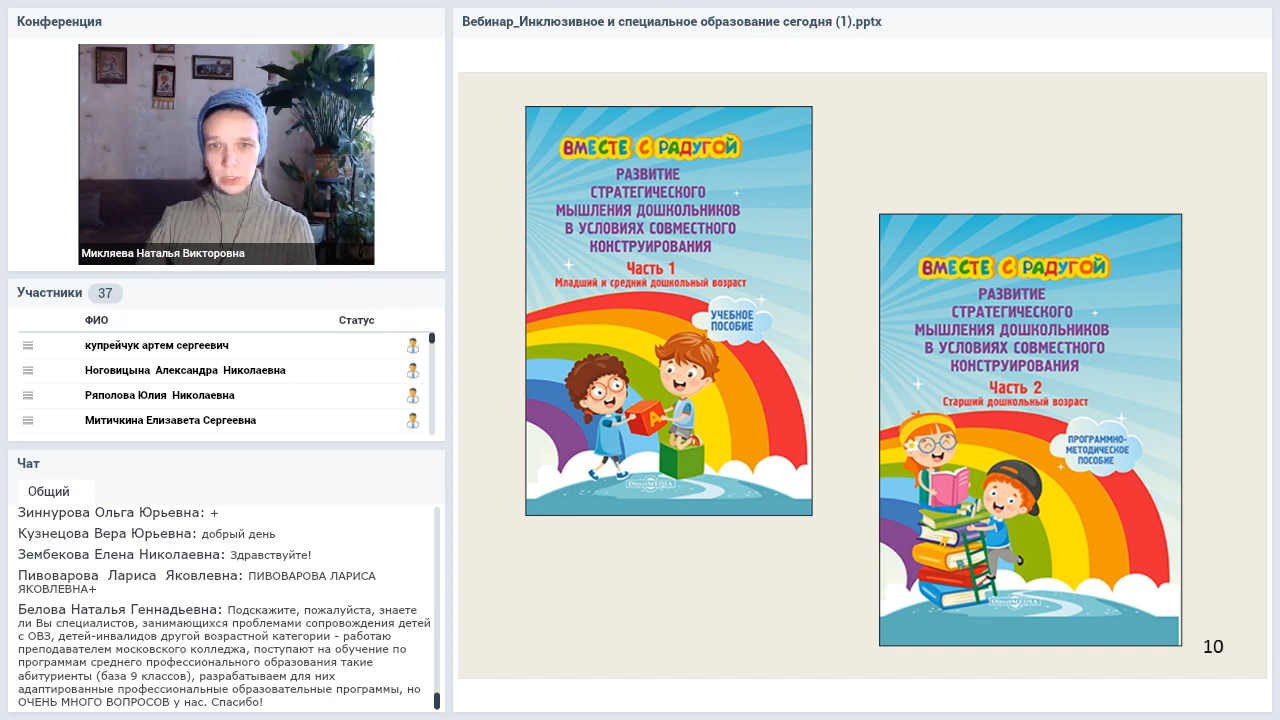 Конференция
Микляева Наталья Викторовна
Участники 37
ФИО Статус
купрейчук артем сергеевич
Ноговицына Александра Николаевна
Ряполова Юлия Николаевна
Митичкина Елизавета Сергеевна
Чат
Общий
Зиннурова Ольга Юрьевна: +
Кузнецова Вера Юрьевна: добрый день
Зембекова Елена Николаевна: Здравствуйте!
Пивоварова Лариса Яковлевна: ПИВОВАРОВА ЛАРИСА
ЯКОВЛЕВНА+
Белова Наталья Геннадьевна: Подскажите, пожалуйста, знаете
ли Вы специалистов, занимающихся проблемами сопровождения детей
с ОВЗ, детей-инвалидов другой возрастной категории - работаю
преподавателем московского колледжа, поступают на обучение по
программам среднего профессионального образования такие
абитуриенты (база 9 классов), разрабатываем для них
адаптированные профессиональные образовательные программы, но
ОЧЕНЬ МНОГО ВОПРОСОВ у нас. Спасибо!
Вебинар_Инклюзивное и специальное образование сегодня (1).pptx
ВМЕСТЕ С РАДУГОЙ
РАЗВИТИЕ
СТРАТЕГИЧЕСКОГО
МЫШЛЕНИЯ ДОШКОЛЬНИКОВ
В УСЛОВИЯХ СОВМЕСТНОГО
КОНСТРУИРОВАНИЯ
Часть 1
Младший и средний дошкольный возраст
УЧЕБНОЕ
ПОСОБИЕ
А
DirectMEDIA
ВМЕСТЕ С РАДУГОЙ
РАЗВИТИЕ
СТРАТЕГИЧЕСКОГО
МЫШЛЕНИЯ ДОШКОЛЬНИКОВ
В УСЛОВИЯХ СОВМЕСТНОГО
КОНСТРУИРОВАНИЯ
Часть 2
Старший дошкольный возраст
ПРОГРАММНО-
МЕТОДИЧЕСКОЕ
ПОСОБИЕ
DirectMEDIA
10